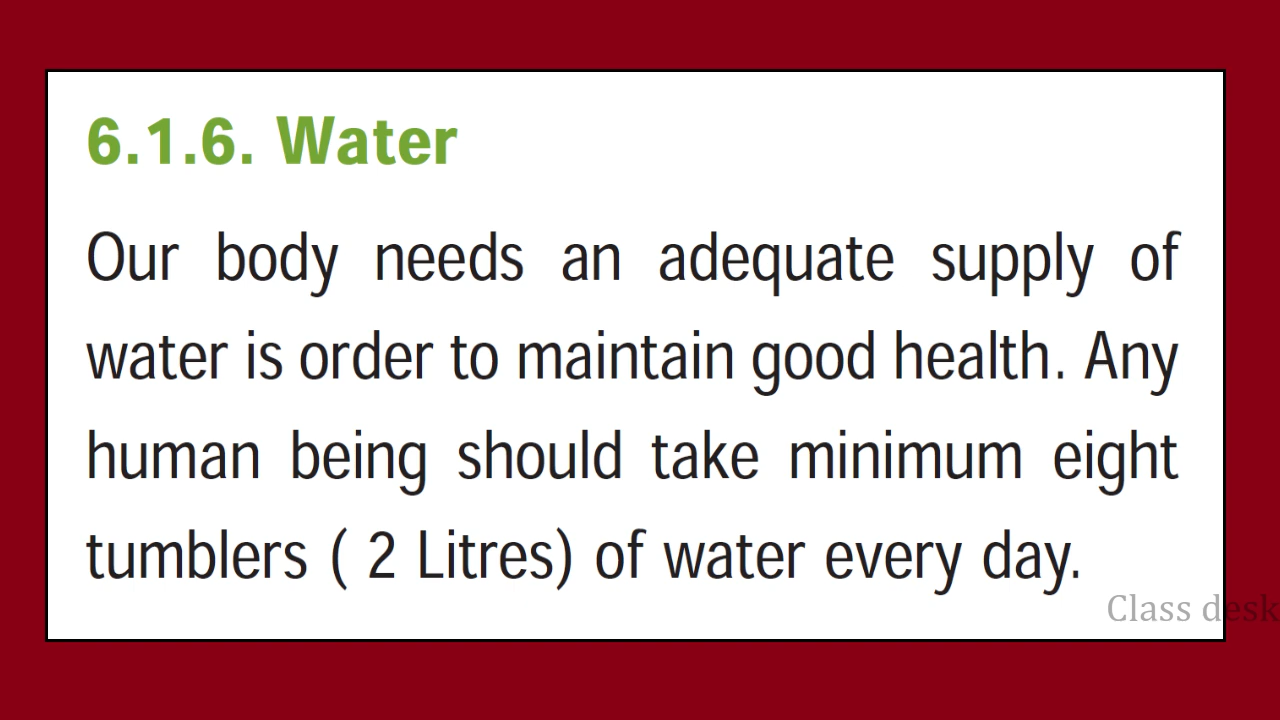 6.1.6. Water
Our body needs an adequate supply of
water is order to maintain good health. Any
human being should take minimum eight
tumblers ( 2 Litres) of water every day.
Class desk